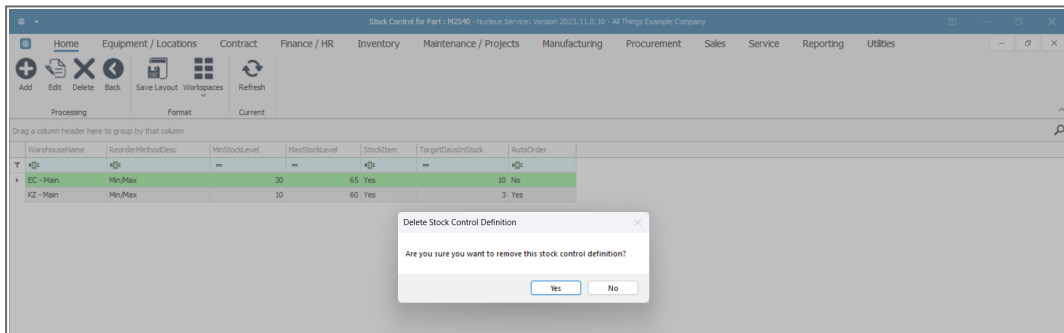 Stock Control for Part : M2540 - Nucleus Service: Version 2023.11.0.10 - All Things Example Company
Home Equipment / Locations Contract Finance / HR Inventory Maintenance / Projects Manufacturing Procurement Sales Service Reporting Utilities
Add Edit Delete Back Save Layout Workspaces Refresh
Processing Format Current
Drag a column header here to group by that column
WarehouseName ReorderMethodDesc MinStockLevel MaxStockLevel StockItem TargetDaysInStock AutoOrder
= = =
EC - Main Min/Max 30 65 Yes 10 No
KZ - Main Min/Max 10 60 Yes 3 Yes
Delete Stock Control Definition
Are you sure you want to remove this stock control definition?
Yes No